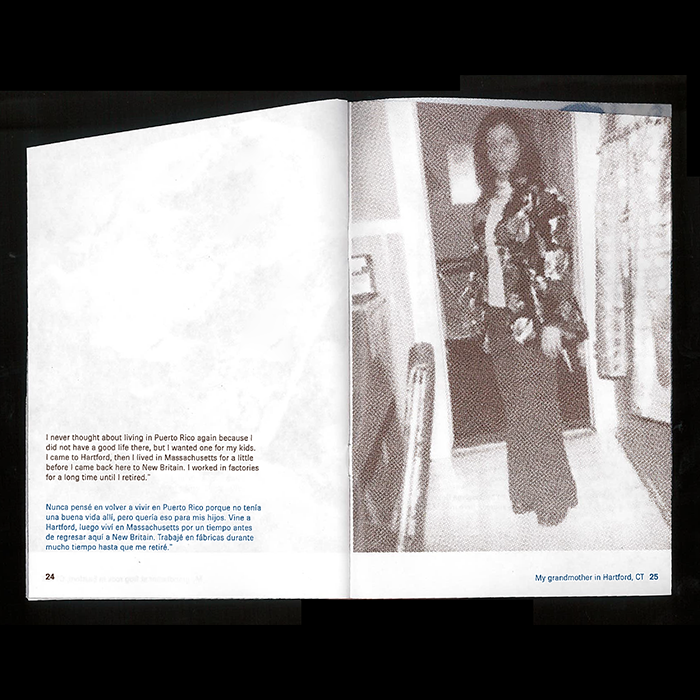 I never thought about living in Puerto Rico again because I
did not have a good life there, but I wanted one for my kids.
I came to Hartford, then I lived in Massachusetts for a little
before I came back here to New Britain. I worked in factories
for a long time until I retired."
Nunca pensé en volver a vivir en Puerto Rico porque no tenía
una buena vida allí, pero quería eso para mis hijos. Vine a
Hartford, luego viví en Massachusetts por un tiempo antes
de regresar aquí a New Britain. Trabajé en fábricas durante
mucho tiempo hasta que me retiré."
24
My grandmother in Hartford, CT 25